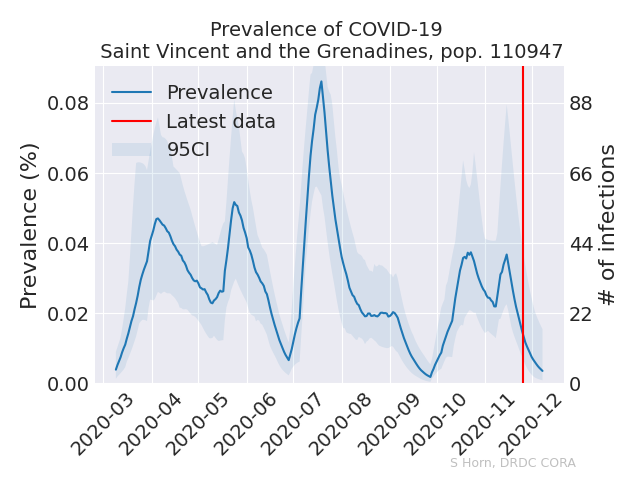 Prevalence of COVID-19
Saint Vincent and the Grenadines, pop. 110947
Prevalence
Latest data
95CI
Prevalence (%)
0.08
0.06
0.04
0.02
0.00
88
66
44
22
0
# of infections
2020-03
2020-04
2020-05
2020-06
2020-07
2020-08
2020-09
2020-10
2020-11
2020-12
S Horn, DRDC CORA